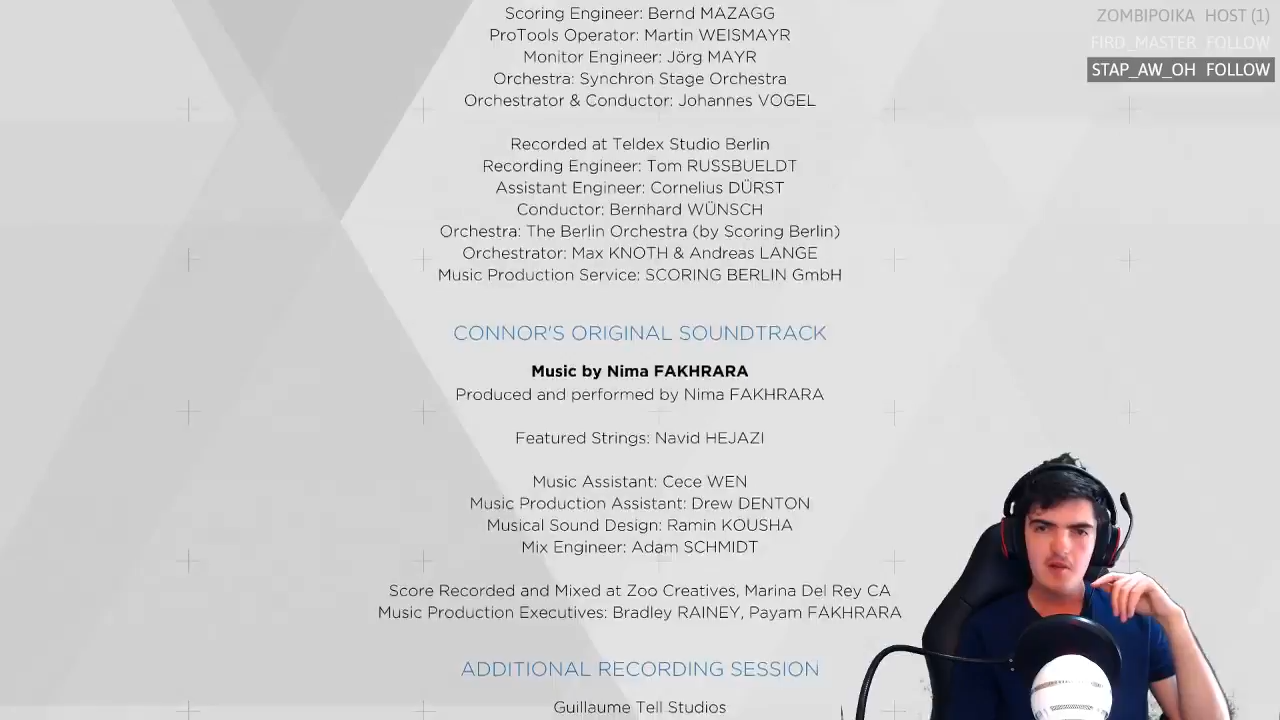 ZOMBIPOIKA HOST (1)
FIRD_MASTER FOLLOW
STAP_AW_OH FOLLOW
Scoring Engineer: Bernd MAZAGG
ProTools Operator: Martin WEISMAYR
Monitor Engineer: Jörg MAYR
Orchestra: Synchron Stage Orchestra
Orchestrator & Conductor: Johannes VOGEL
Recorded at Teldex Studio Berlin
Recording Engineer: Tom RUSSBUELDT
Assistant Engineer: Cornelius DÜRST
Conductor: Bernhard WÜNSCH
Orchestra: The Berlin Orchestra (by Scoring Berlin)
Orchestrator: Max KNOTH & Andreas LANGE
Music Production Service: SCORING BERLIN GmbH
CONNOR'S ORIGINAL SOUNDTRACK
Music by Nima FAKHRARA
Produced and performed by Nima FAKHRARA
Featured Strings: Navid HEJAZI
Music Assistant: Cece WEN
Music Production Assistant: Drew DENTON
Musical Sound Design: Ramin KOUSHA
Mix Engineer: Adam SCHMIDT
Score Recorded and Mixed at Zoo Creatives, Marina Del Rey CA
Music Production Executives: Bradley RAINEY, Payam FAKHRARA
ADDITIONAL RECORDING SESSION
Guillaume Tell Studios